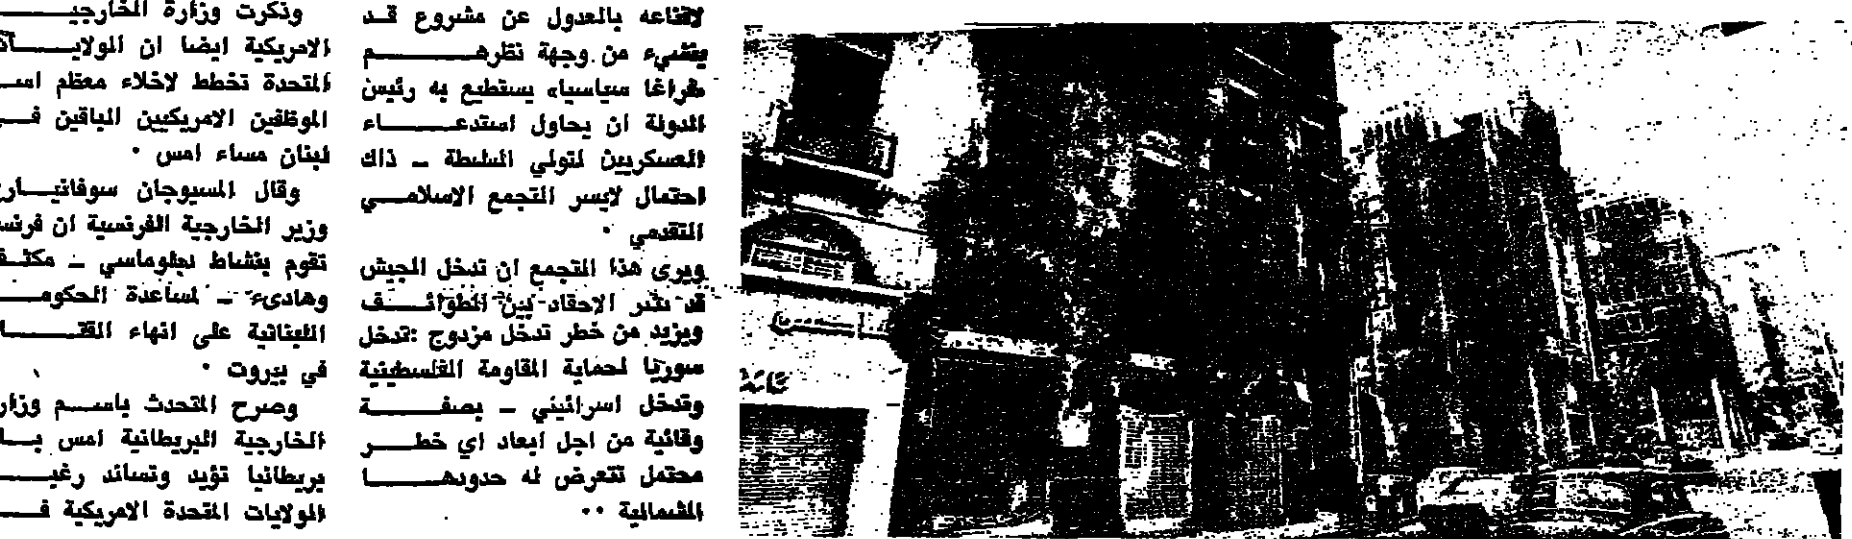 لاقناعه بالعدول عن مشروع قد
ينشيء من وجهة نظرهم
فراغا سياسيا، يستطيع به رئيس
الدولة ان يحاول استدعاء
العسكريين لتولي السلطة ـ ذاك
احتمال لايسر التجمع الاسلامي
التقدمي ٠
ويرى هذا التجمع ان تدخل الجيش
قد الاحقاد بين الطوائف
ويزيد من خطر تدخل مزدوج :تدخل
سوريا لحماية المقاومة الفلسطينية
وتدخل اسرائيلي ـ بصفة
وقائية من اجل ابعاد اي خطر
محتمل تتعرض له حدودها
الشمالية ٠٠
وذكرت وزارة الخارجية
الامريكية ايضا ان الولايات
المتحدة تخطط لاخلاء معظم اسر
الموظفين الامريكيين الباقين في
لبنان مساء امس ٠
وقال المسيوجان سوفانيارج
وزير الخارجية الفرنسية ان فرنسا
تقوم بنشاط دبلوماسي ـ مكثف
وهادىء ـ لمساعدة الحكومة
اللبنانية على انهاء القتال
في بيروت ٠
وصرح المتحدث باسم وزارة
الخارجية البريطانية امس بان
بريطانيا تؤيد وتساند رغبة
الولايات المتحدة الامريكية في